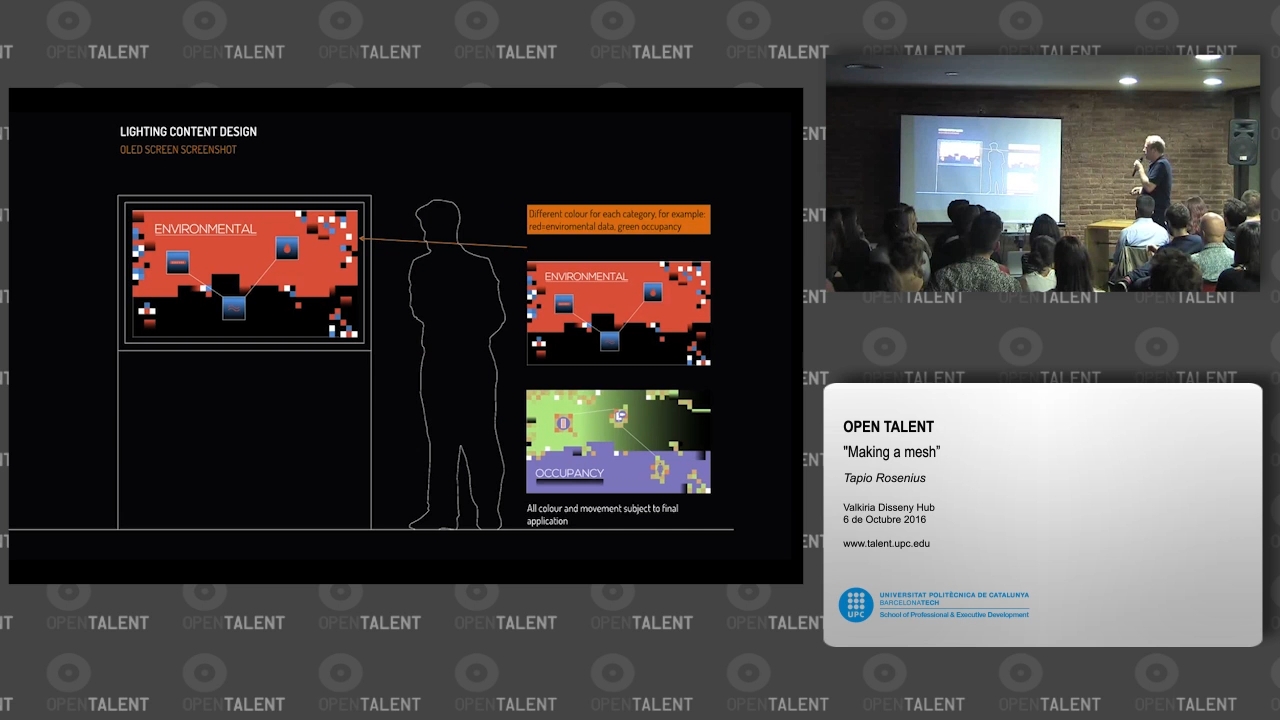 LIGHTING CONTENT DESIGN
OLED SCREEN SCREENSHOT
ENVIRONMENTAL
Different colour for each category, for example:
red=enviromental data, green occupancy
ENVIRONMENTAL
OCCUPANCY
All colour and movement subject to final
application
OPEN TALENT
"Making a mesh"
Tapio Rosenius
Valkiria Disseny Hub
6 de Octubre 2016
www.talent.upc.edu
UPC
UNIVERSITAT POLITÈCNICA DE CATALUNYA
BARCELONATECH
School of Professional & Executive Development
OPENTALENT